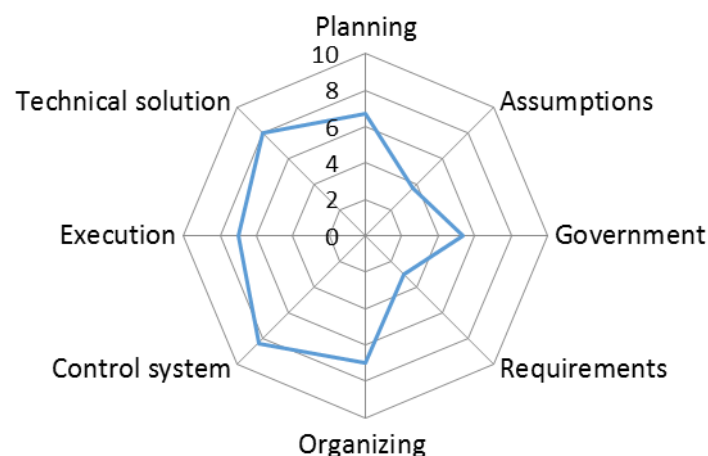 Planning
10
Technical solution
8
Assumptions
6
4
2
Execution
0
Government
Control system
Requirements
Organizing